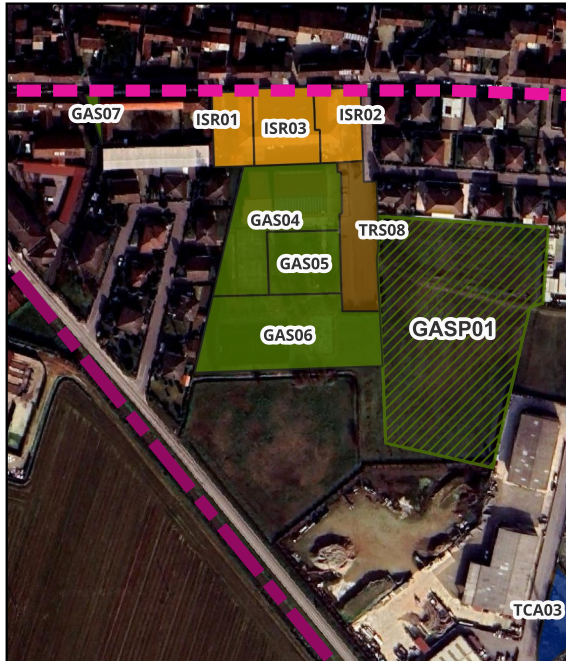 GAS07
ISR01
ISR03
ISR02
GAS04
TRS08
GAS05
GAS06
GASP01
TCA03